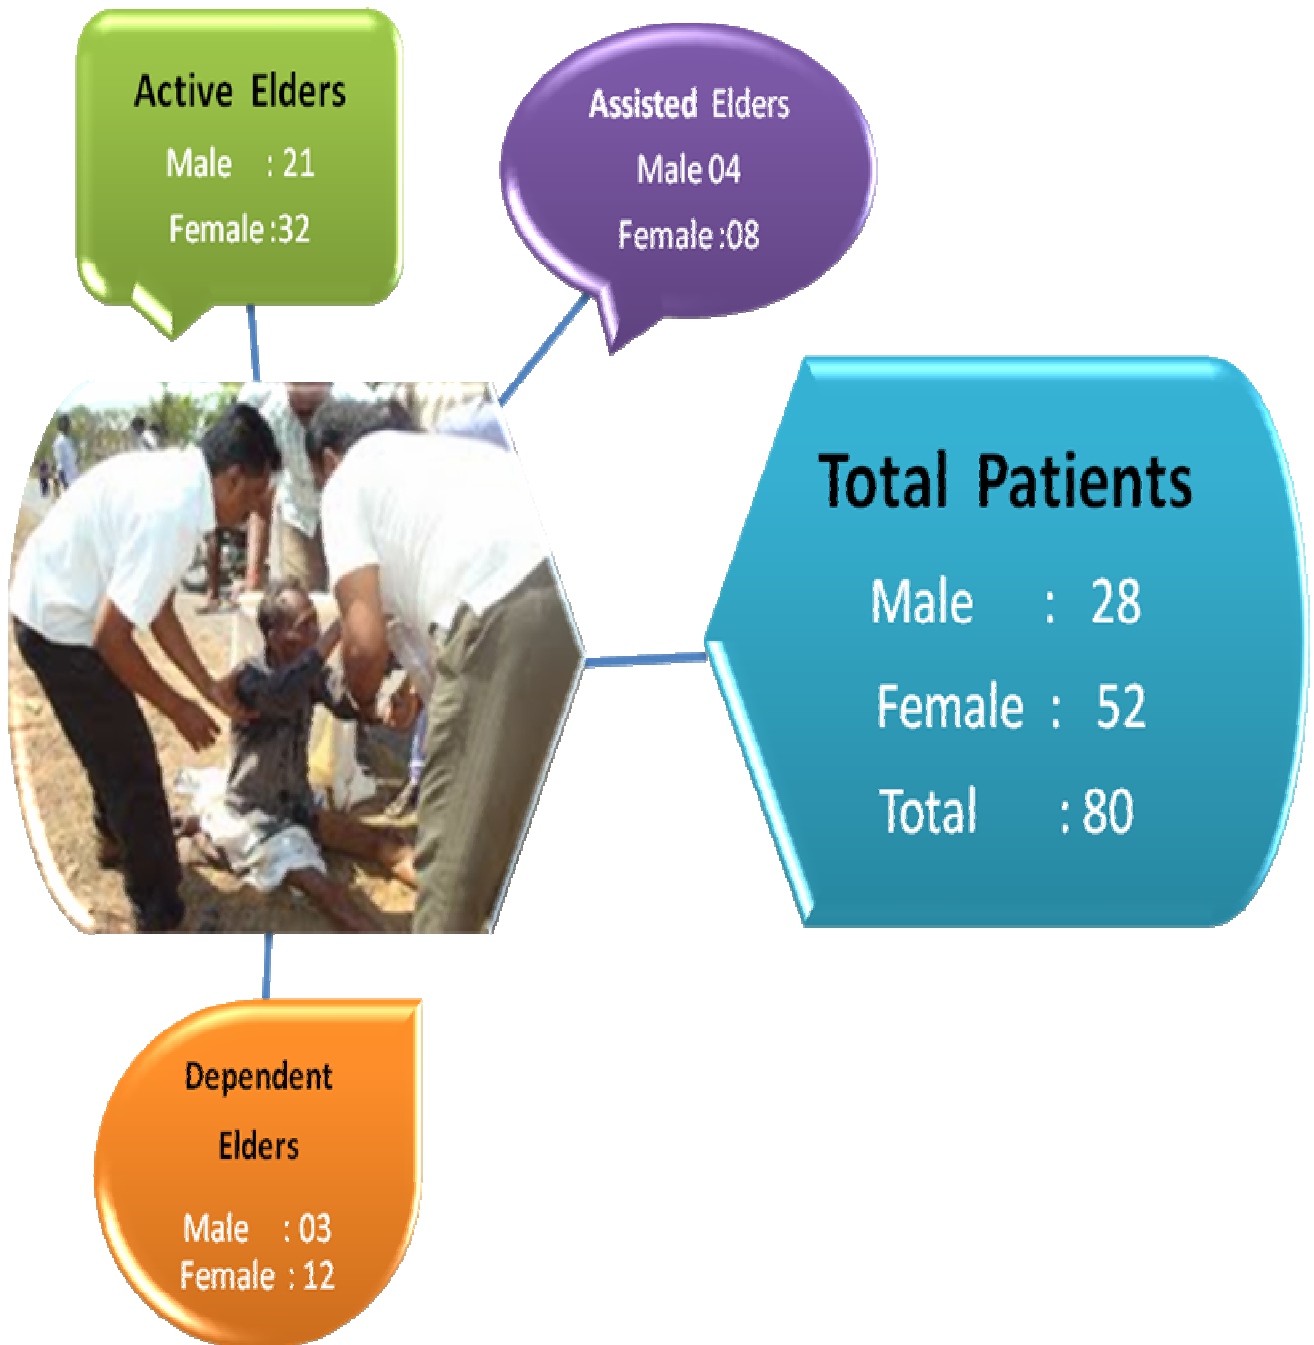 Active Elders
Male : 21
Female :32
Assisted Elders
Male 04
Female :08
Total Patients
Male : 28
Female : 52
Total : 80
Dependent
Elders
Male : 03
Female : 12